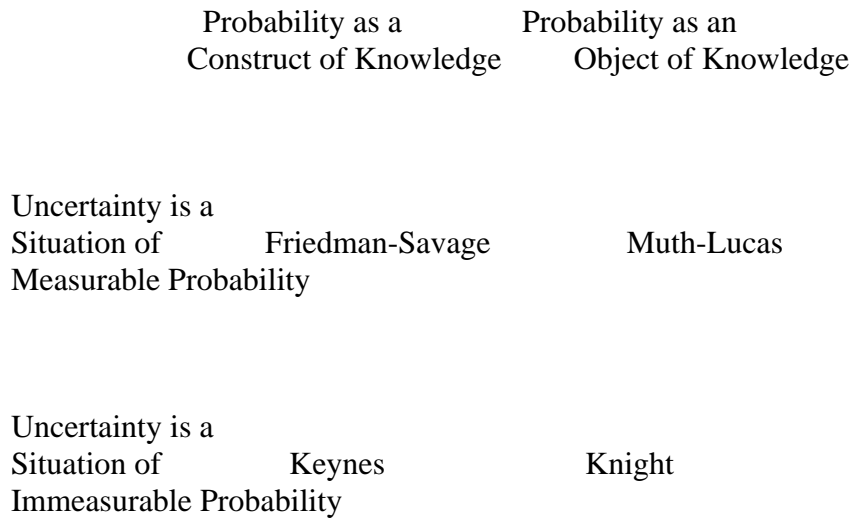 Probability as a Probability as an
Construct of Knowledge Object of Knowledge
Uncertainty is a
Situation of Friedman-Savage Muth-Lucas
Measurable Probability
Uncertainty is a
Situation of Keynes Knight
Immeasurable Probability